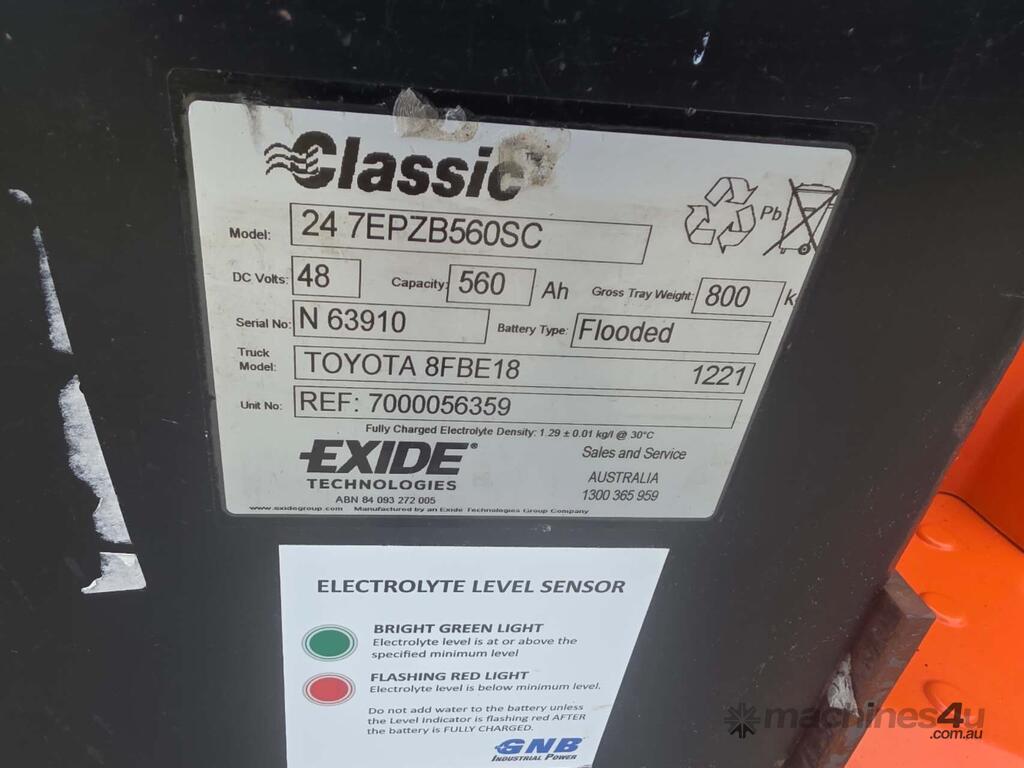 Classic™
Model: 24 7EPZB560SC
Pb
DC Volts: 48 Capacity: 560 Ah Gross Tray Weight: 800 k
Serial No: N 63910 Battery Type: Flooded
Truck Model: TOYOTA 8FBE18 1221
Unit No: REF: 7000056359
Fully Charged Electrolyte Density: 1.29 ± 0.01 kg/l @ 30°C
EXIDE®
TECHNOLOGIES
ABN 84 093 272 005
Sales and Service
AUSTRALIA
1300 365 959
www.exidegroup.com Manufactured by an Exide Technologies Group Company
ELECTROLYTE LEVEL SENSOR
BRIGHT GREEN LIGHT
Electrolyte level is at or above the
specified minimum level
FLASHING RED LIGHT
Electrolyte level is below minimum level.
Do not add water to the battery unless
the Level Indicator is flashing red AFTER
the battery is FULLY CHARGED.
GNB
INDUSTRIAL POWER
machines4u
.com.au